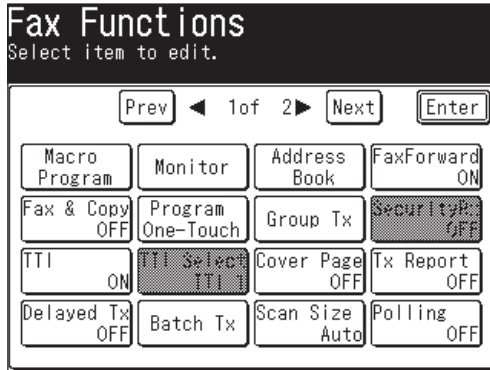 Fax Functions
Select item to edit.
Prev ◀ 1of 2▶ Next Enter
Macro Program
Monitor
Address Book
FaxForward ON
Fax & Copy OFF
Program One-Touch
Group Tx
SecurityR: OFF
TTI ON
TTI Select TTI 1
Cover Page OFF
Tx Report OFF
Delayed Tx OFF
Batch Tx
Scan Size Auto
Polling OFF